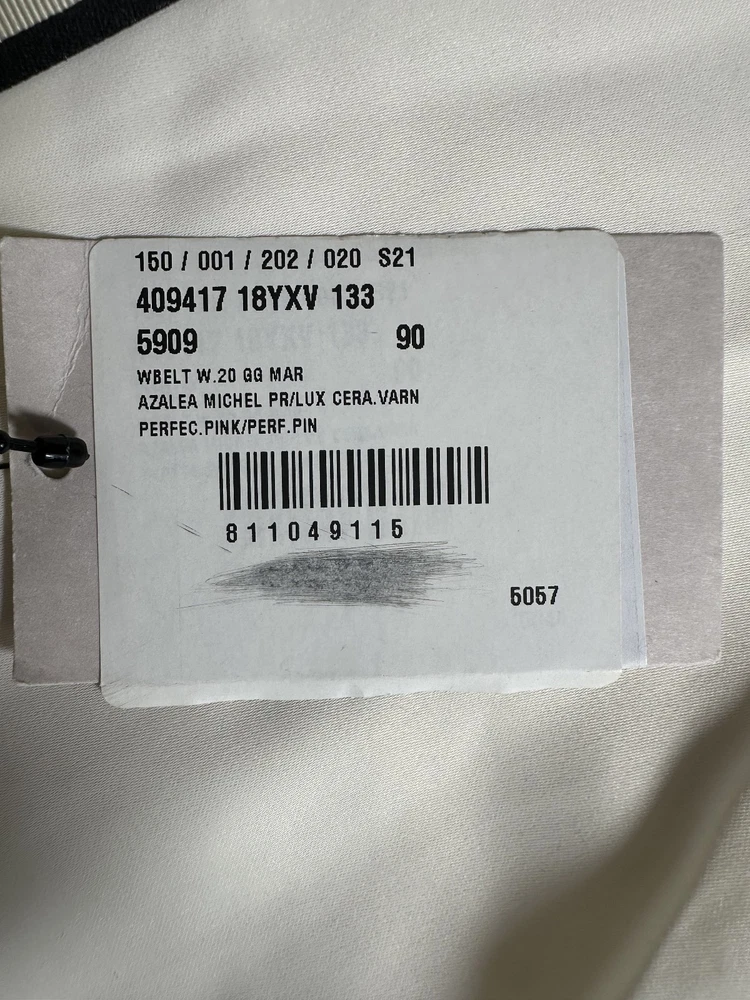 150 / 001 / 202 / 020 S21
409417 18YXV 133
5909 90
WBELT W.20 GG MAR
AZALEA MICHEL PR/LUX CERA.VARN
PERFEC.PINK/PERF.PIN
811049115
5057